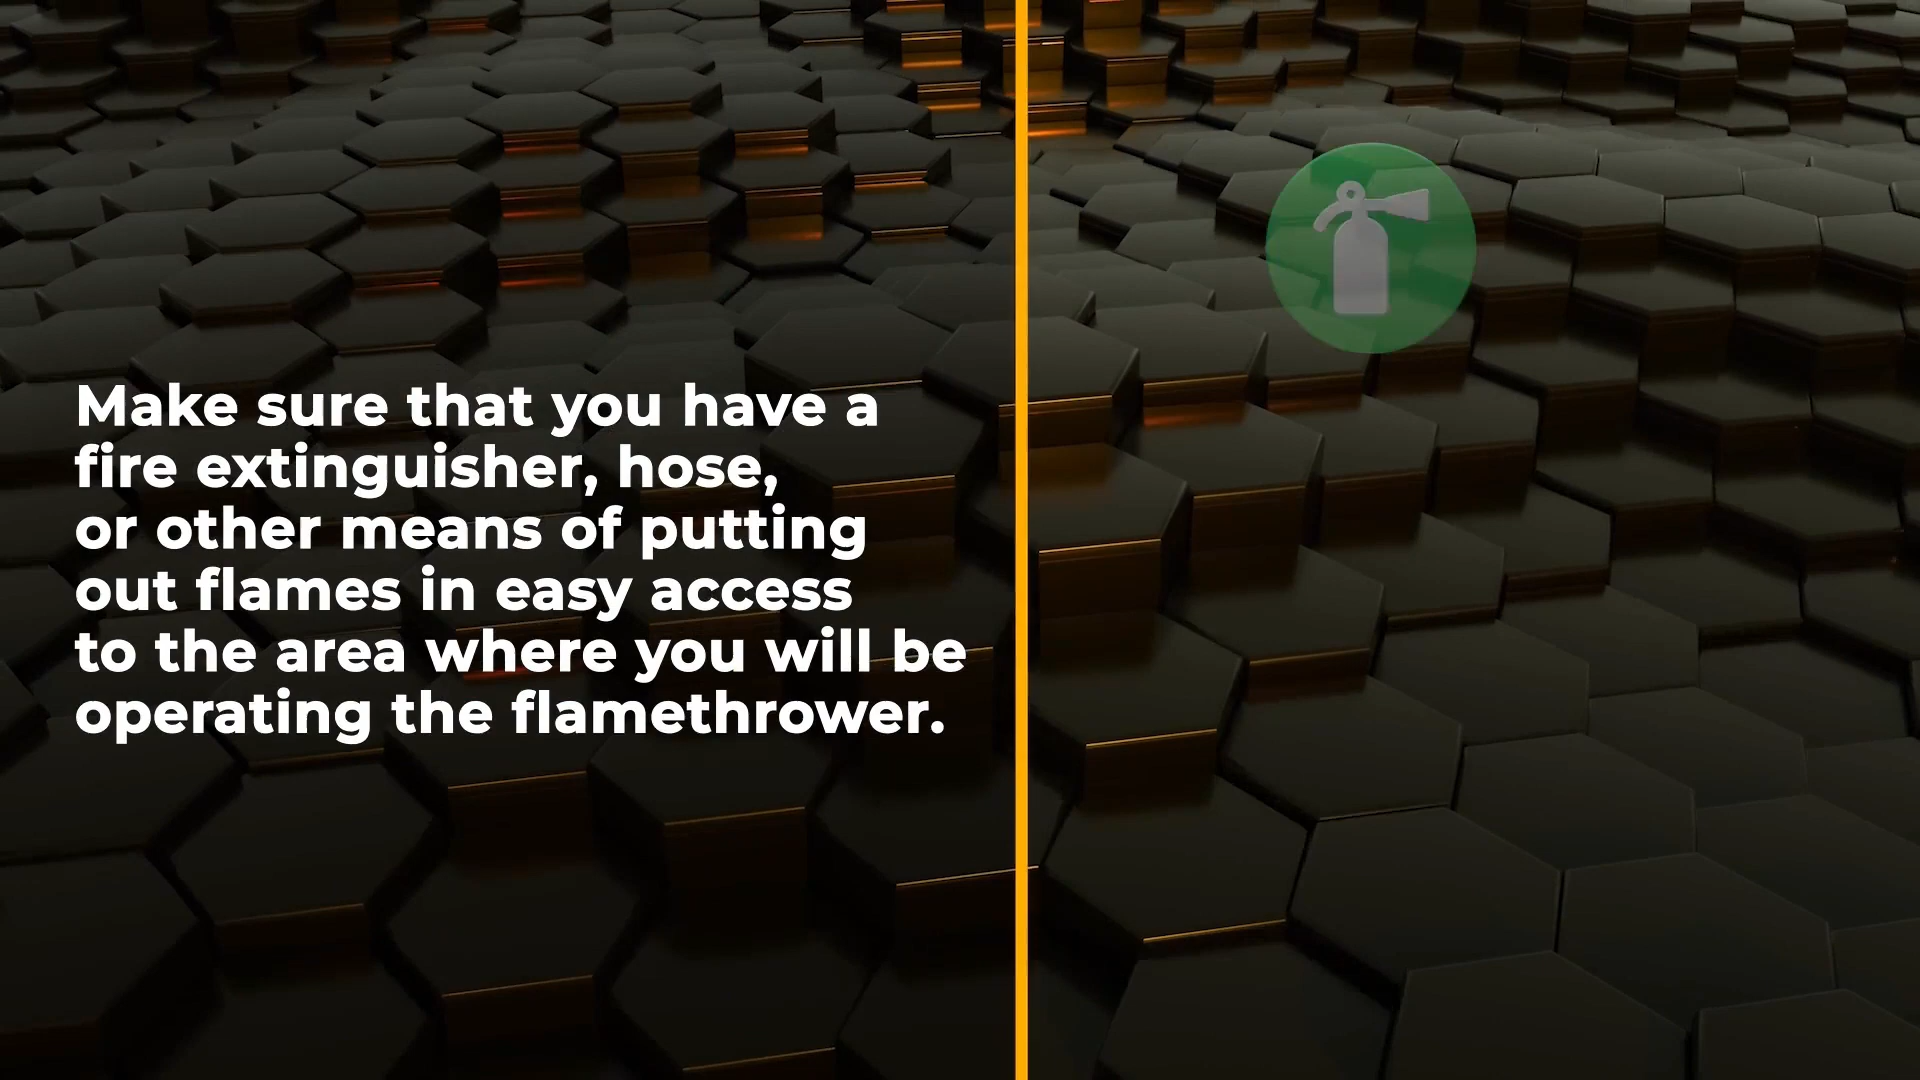 Make sure that you have a
fire extinguisher, hose,
or other means of putting
out flames in easy access
to the area where you will be
operating the flamethrower.